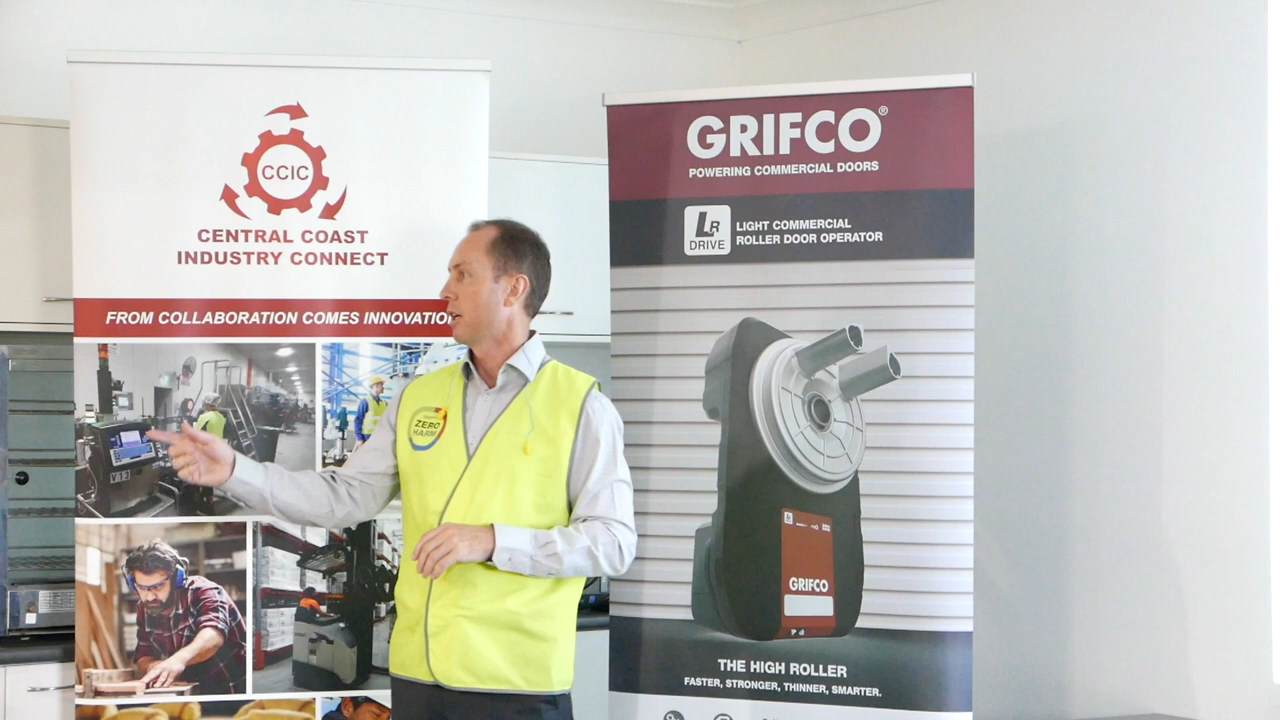 CCIC
CENTRAL COAST
INDUSTRY CONNECT
FROM COLLABORATION COMES INNOVATIO
V13
ZERO
HARM
GRIFCO®
POWERING COMMERCIAL DOORS
LR
DRIVE
LIGHT COMMERCIAL
ROLLER DOOR OPERATOR
GRIFCO
THE HIGH ROLLER
FASTER, STRONGER, THINNER, SMARTER.